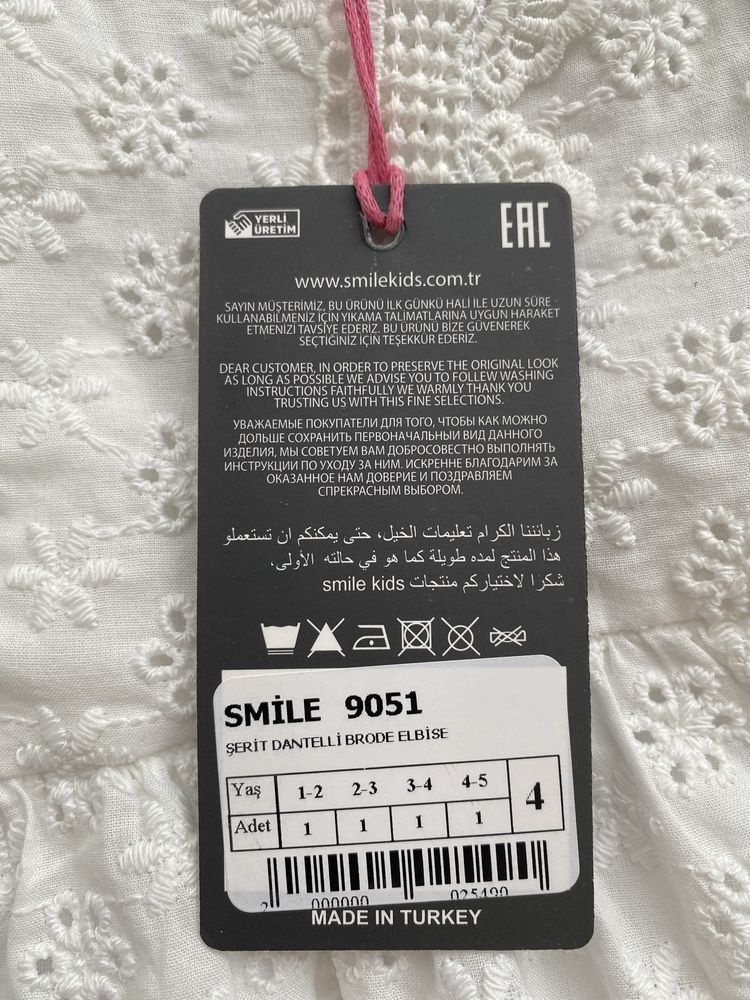 YERLİ
ÜRETİM
EAC
www.smilekids.com.tr
SAYIN MÜŞTERİMİZ, BU ÜRÜNÜ İLK GÜNKÜ HALİ İLE UZUN SÜRE
KULLANABİLMENİZ İÇİN YIKAMA TALİMATLARINA UYGUN HARAKET
ETMENİZİ TAVSİYE EDERİZ. BU ÜRÜNÜ BİZE GÜVENEREK
SEÇTİĞİNİZ İÇİN TEŞEKKÜR EDERİZ.
DEAR CUSTOMER, IN ORDER TO PRESERVE THE ORIGINAL LOOK
AS LONG AS POSSIBLE WE ADVISE YOU TO FOLLEW WASHING
INSTRUCTIONS FAITHFULLY WE WARMLY THANK YOU
TRUSTING US WITH THIS FINE SELECTIONS.
УВАЖАЕМЫЕ ПОКУПАТЕЛИ ДЛЯ ТОГО, ЧТОБЫ КАК МОЖНО
ДОЛЬШЕ СОХРАНИТЬ ПЕРВОНАЧАЛЬНЫИ ВИД ДАННОГО
ИЗДЕЛИЯ, МЫ СОВЕТУЕМ ВАМ ДОБРОСОВЕСТНО ВЫПОЛНЯТЬ
ИНСТРУКЦИИ ПО УХОДУ ЗА НИМ. ИСКРЕННЕ БЛАГОДАРИМ ЗА
ОКАЗАННОЕ НАМ ДОВЕРИЕ И ПОЗДРАВЛЯЕМ
СПРЕКРАСНЫМ ВЫБОРОМ.
زبائننا الكرام تعليمات الخيل، حتى يمكنكم ان تستعملو
هذا المنتج لمده طويلة كما هو في حالته الأولى،
شكرا لاختياركم منتجات smile kids
SMİLE 9051
ŞERİT DANTELLİ BRODE ELBİSE
Yaş 1-2 2-3 3-4 4-5 4
Adet 1 1 1 1
2 000000 025490
MADE IN TURKEY